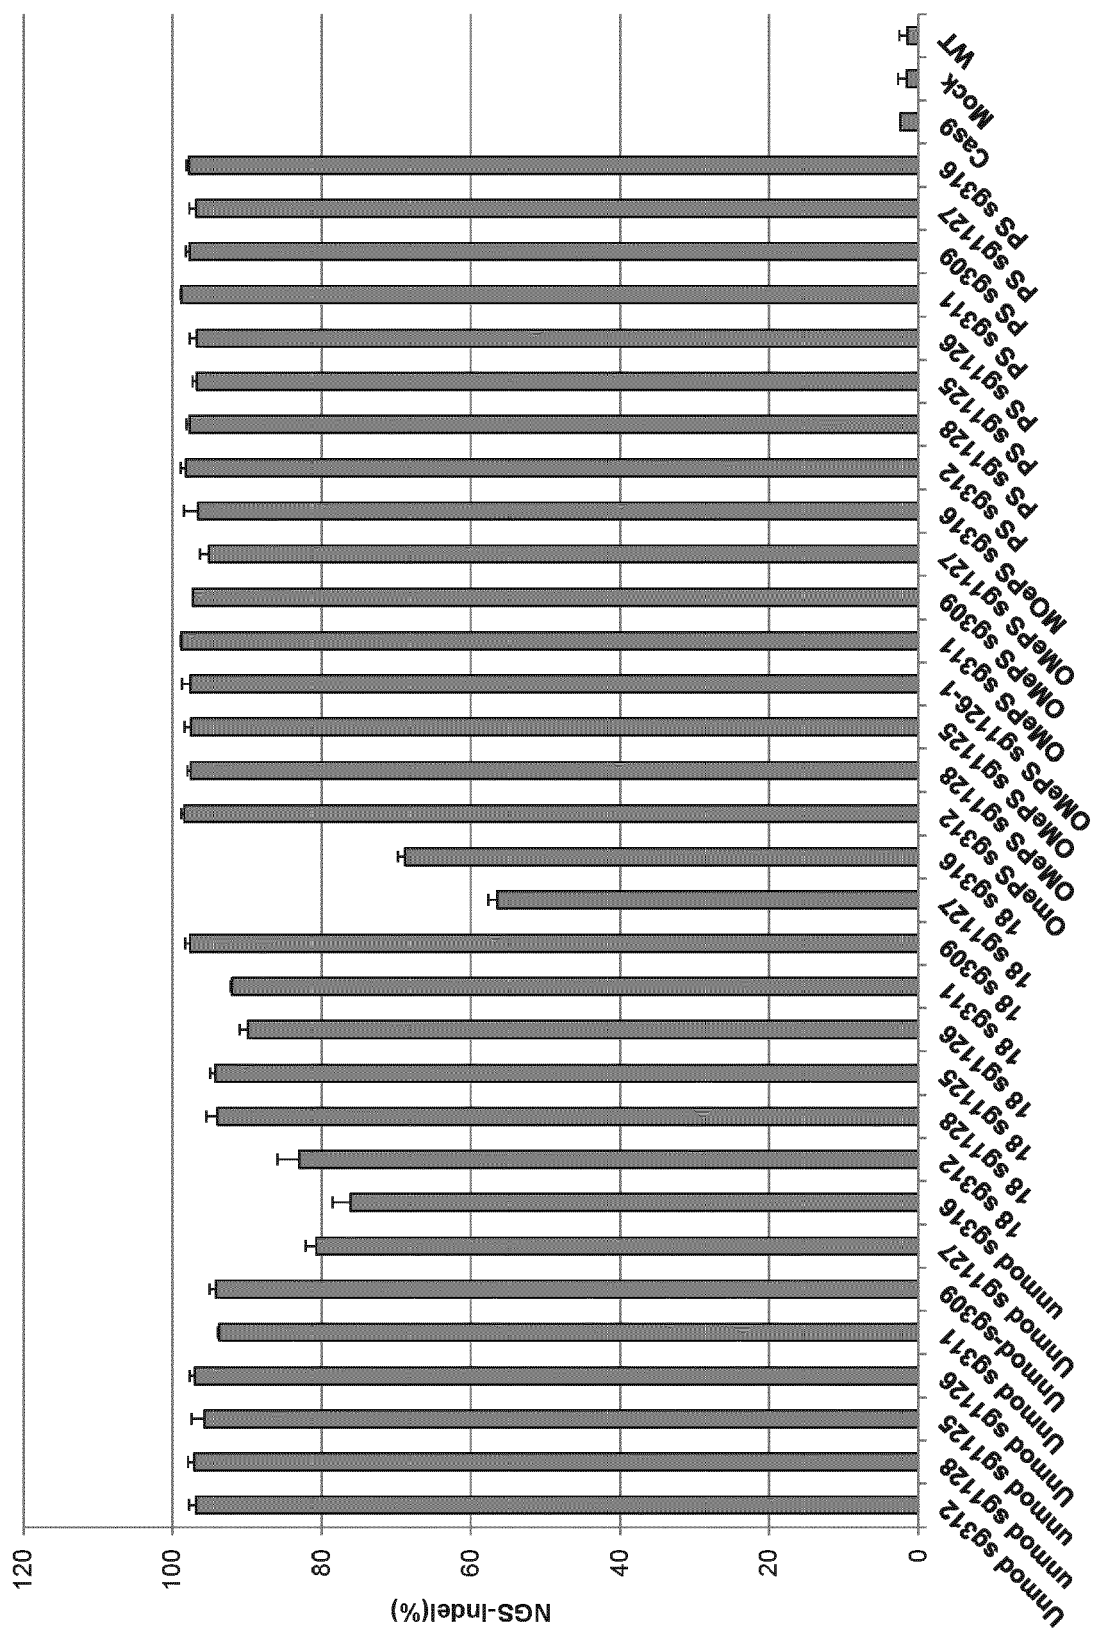 NGS-Indel(%)
120
100
80
60
40
20
0
Unmod sg312
unmod sg1128
unmod sg1125
Unmod sg1126
Unmod sg311
Unmod-sg309
Unmod sg1127
unmod sg316
18 sg312
18 sg1128
18 sg1125
18 sg1126
18 sg311
18 sg309
18 sg1127
18 sg316
OmePS sg312
OMePS sg1128
OMePS sg1125
OMePS sg1126-1
OMePS sg311
OMePS sg309
OMePS sg1127
MOePS sg316
PS sg312
PS sg1128
PS sg1125
PS sg1126
PS sg311
PS sg309
PS sg1127
PS sg316
Cas9
Mock
WT